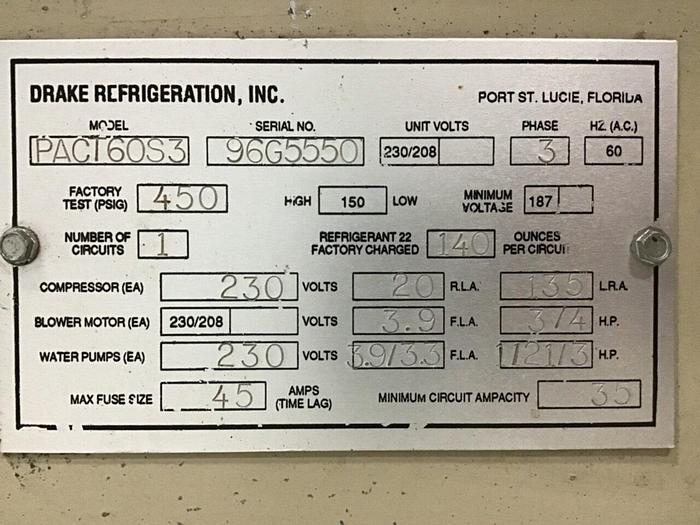 DRAKE REFRIGERATION, INC. PORT ST. LUCIE, FLORIDA
MODEL SERIAL NO. UNIT VOLTS PHASE HZ. (A.C.)
PACT60S3 96G5550 230/208 3 60
FACTORY TEST (PSIG) 450 HIGH 150 LOW MINIMUM VOLTAGE 187
NUMBER OF CIRCUITS 1 REFRIGERANT 22 FACTORY CHARGED 140 OUNCES PER CIRCUIT
COMPRESSOR (EA) 230 VOLTS 20 R.L.A. 135 L.R.A.
BLOWER MOTOR (EA) 230/208 VOLTS 3.9 F.L.A. 3/4 H.P.
WATER PUMPS (EA) 230 VOLTS 3.9/3.3 F.L.A. 1/21/3 H.P.
MAX FUSE SIZE 45 AMPS (TIME LAG) MINIMUM CIRCUIT AMPACITY 35